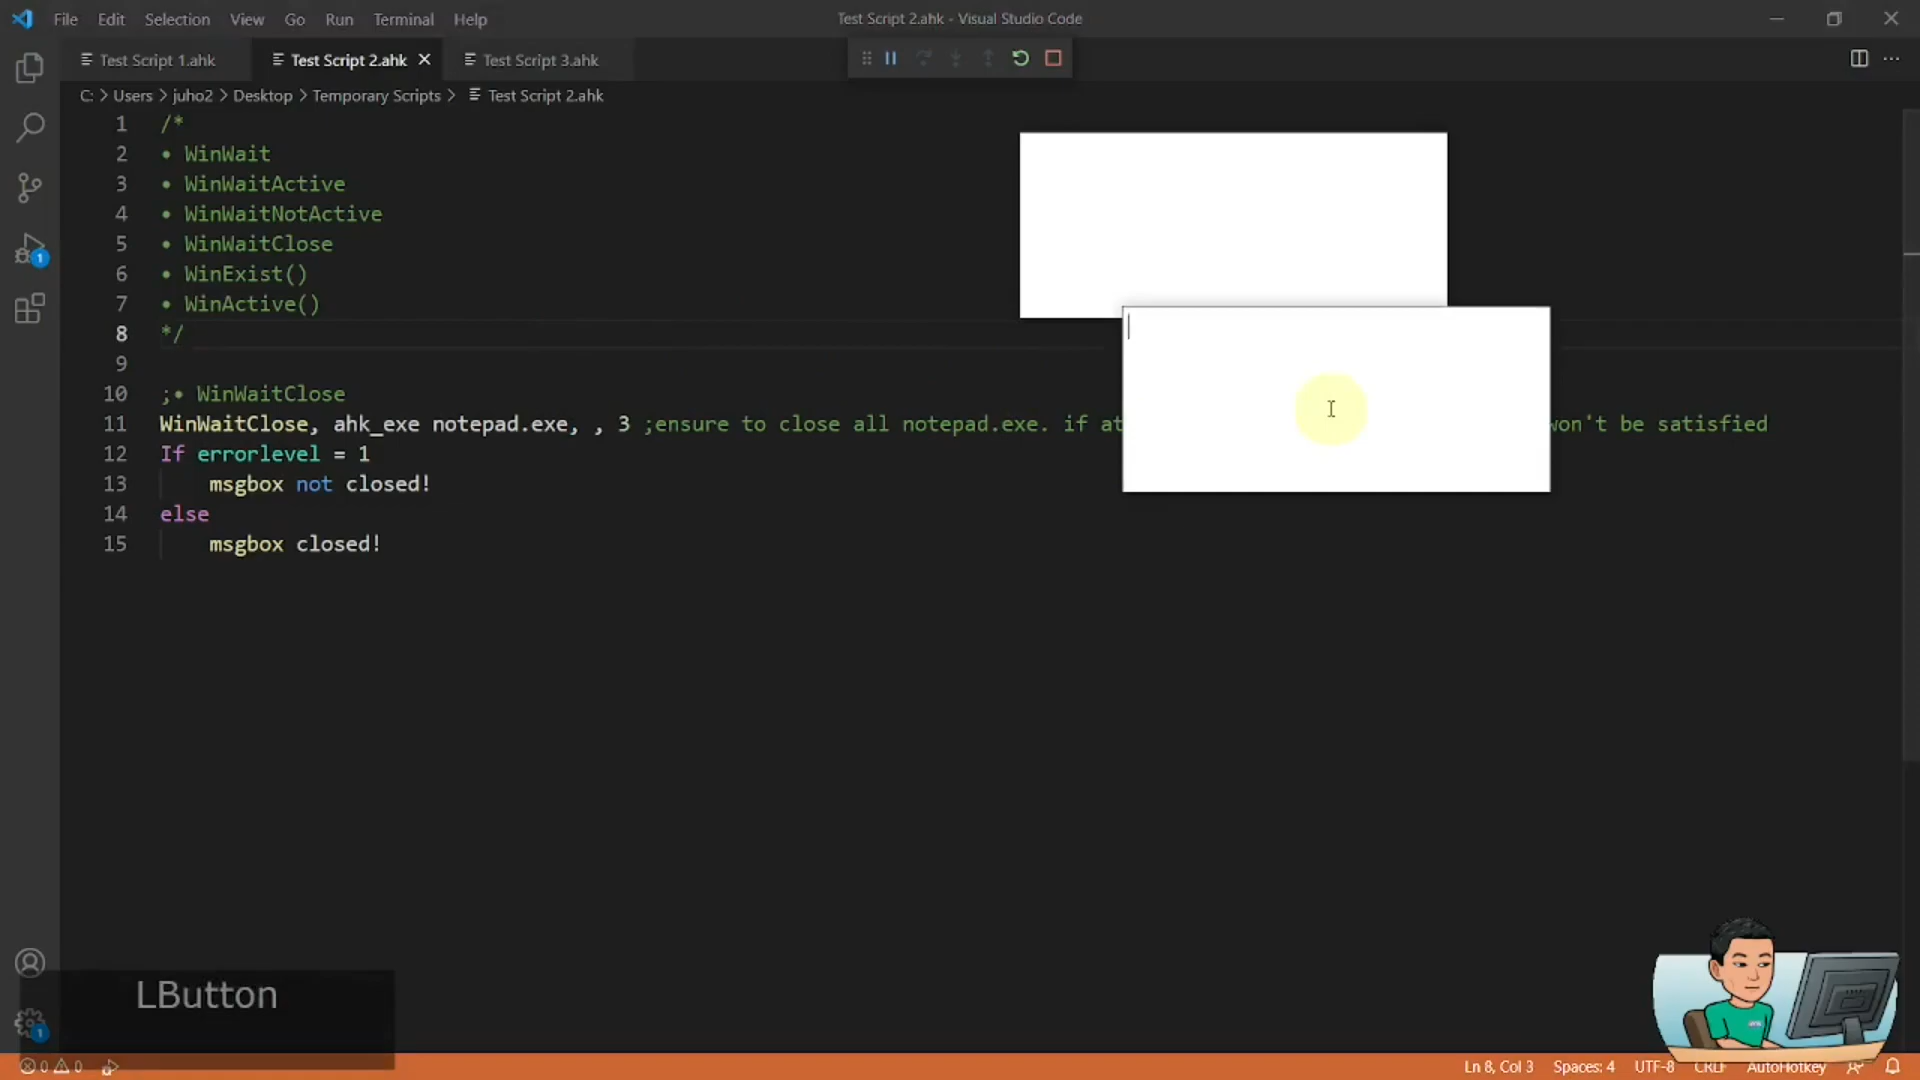 File Edit Selection View Go Run Terminal Help
Test Script 2.ahk - Visual Studio Code
Test Script 1.ahk
Test Script 2.ahk
Test Script 3.ahk
C: > Users > juho2 > Desktop > Temporary Scripts > Test Script 2.ahk
1 /*
2 • WinWait
3 • WinWaitActive
4 • WinWaitNotActive
5 • WinWaitClose
6 • WinExist()
7 • WinActive()
8 */
9
10 ;• WinWaitClose
11 WinWaitClose, ahk_exe notepad.exe, , 3 ;ensure to close all notepad.exe. if at won't be satisfied
12 If errorlevel = 1
13 msgbox not closed!
14 else
15 msgbox closed!
1
LButton
1
0 0
Ln 8, Col 3 Spaces: 4 UTF-8 CRLF AutoHotkey